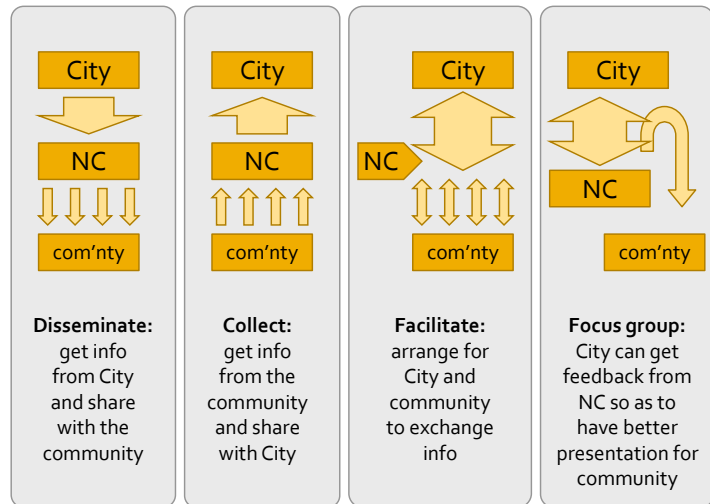 City
NC
com'nty
Disseminate:
get info
from City
and share
with the
community
City
NC
com'nty
Collect:
get info
from the
community
and share
with City
City
NC
com'nty
Facilitate:
arrange for
City and
community
to exchange
info
City
NC
com'nty
Focus group:
City can get
feedback from
NC so as to
have better
presentation for
community